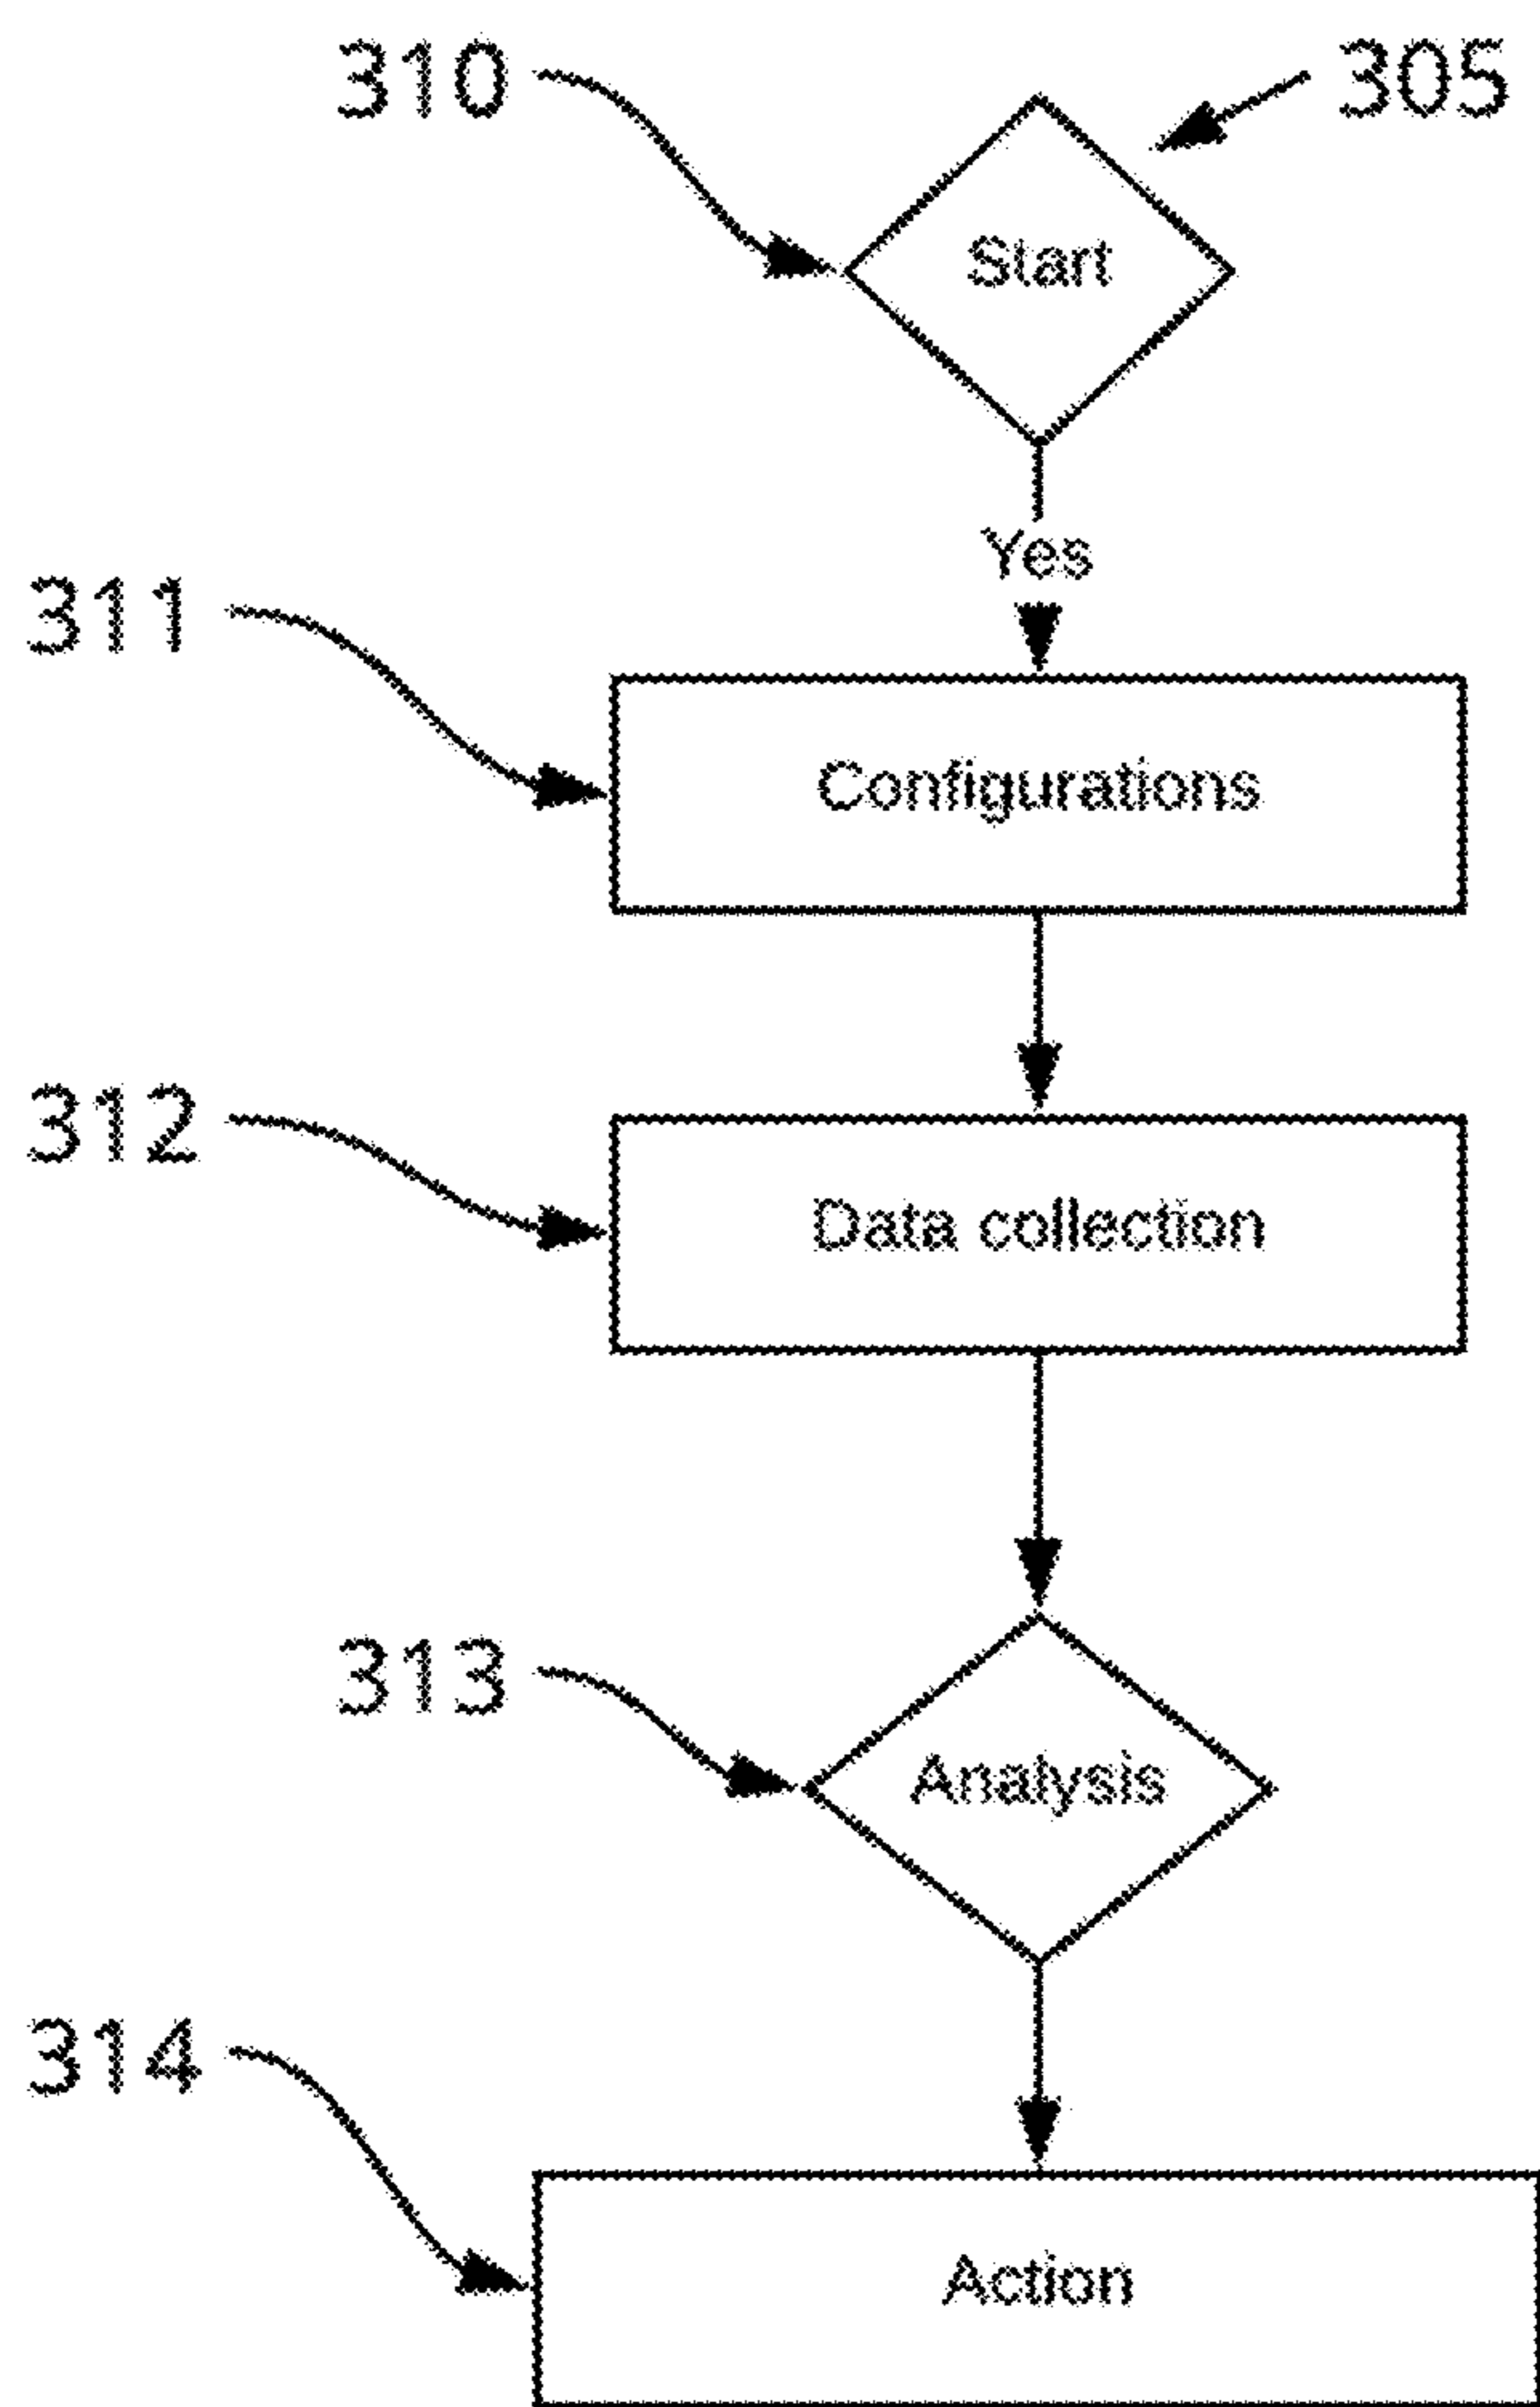 310
305
Start
Yes
311
Configurations
312
Data collection
313
Analysis
314
Action